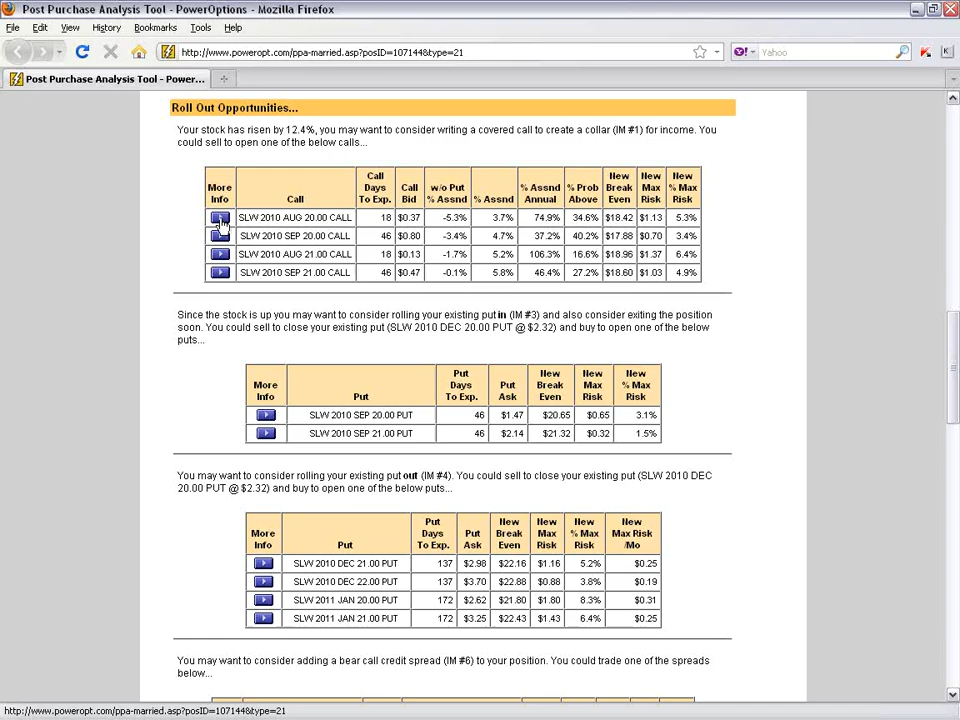 Post Purchase Analysis Tool - PowerOptions - Mozilla Firefox
File Edit View History Bookmarks Tools Help
http://www.poweropt.com/ppa-married.asp?posID=107144&type=21
Yahoo
Post Purchase Analysis Tool - Power...
Roll Out Opportunities...
Your stock has risen by 12.4%, you may want to consider writing a covered call to create a collar (IM #1) for income. You
could sell to open one of the below calls...
More Info Call Call Days To Exp. Call Bid w/o Put % Assnd % Assnd % Assnd Annual % Prob Above New Break Even New Max Risk New % Max Risk
SLW 2010 AUG 20.00 CALL 18 $0.37 -5.3% 3.7% 74.9% 34.6% $18.42 $1.13 5.3%
SLW 2010 SEP 20.00 CALL 46 $0.80 -3.4% 4.7% 37.2% 40.2% $17.88 $0.70 3.4%
SLW 2010 AUG 21.00 CALL 18 $0.13 -1.7% 5.2% 106.3% 16.6% $18.96 $1.37 6.4%
SLW 2010 SEP 21.00 CALL 46 $0.47 -0.1% 5.8% 46.4% 27.2% $18.60 $1.03 4.9%
Since the stock is up you may want to consider rolling your existing put in (IM #3) and also consider exiting the position
soon. You could sell to close your existing put (SLW 2010 DEC 20.00 PUT @ $2.32) and buy to open one of the below
puts...
More Info Put Put Days To Exp. Put Ask New Break Even New Max Risk New % Max Risk
SLW 2010 SEP 20.00 PUT 46 $1.47 $20.65 $0.65 3.1%
SLW 2010 SEP 21.00 PUT 46 $2.14 $21.32 $0.32 1.5%
You may want to consider rolling your existing put out (IM #4). You could sell to close your existing put (SLW 2010 DEC
20.00 PUT @ $2.32) and buy to open one of the below puts...
More Info Put Put Days To Exp. Put Ask New Break Even New Max Risk New % Max Risk New Max Risk /Mo
SLW 2010 DEC 21.00 PUT 137 $2.98 $22.16 $1.16 5.2% $0.25
SLW 2010 DEC 22.00 PUT 137 $3.70 $22.88 $0.88 3.8% $0.19
SLW 2011 JAN 20.00 PUT 172 $2.62 $21.80 $1.80 8.3% $0.31
SLW 2011 JAN 21.00 PUT 172 $3.25 $22.43 $1.43 6.4% $0.25
You may want to consider adding a bear call credit spread (IM #6) to your position. You could trade one of the spreads
below...
http://www.poweropt.com/ppa-married.asp?posID=107144&type=21